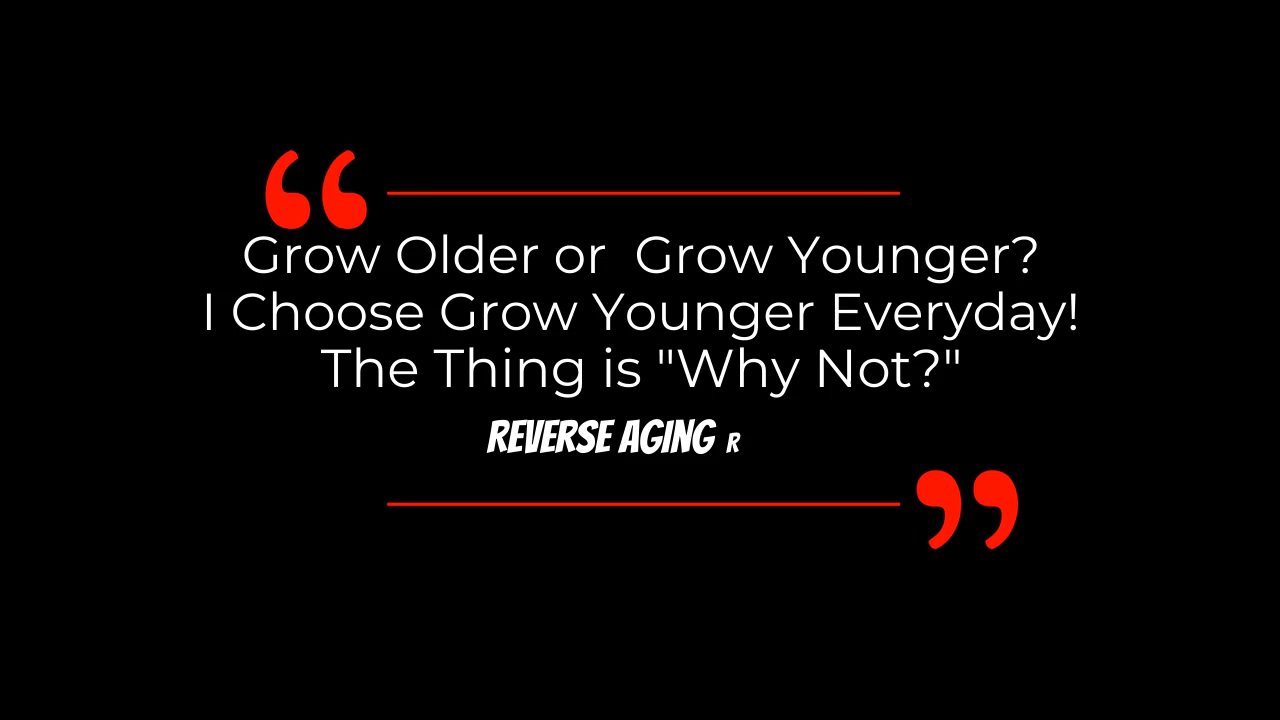 Grow Older or  Grow Younger?
I Choose Grow Younger Everyday!
The Thing is "Why Not?"
REVERSE AGING R